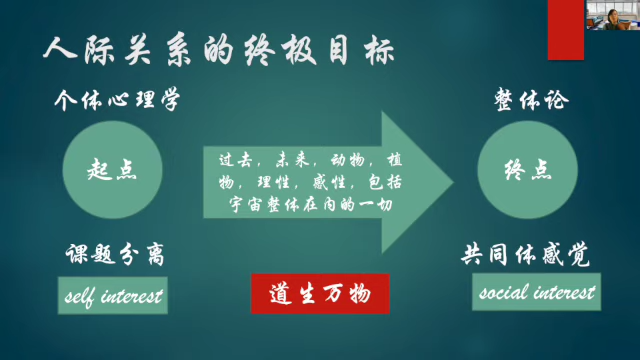 人际关系的终极目标
个体心理学
整体论
起点
过去，未来，动物，植
物，理性，感性，包括
宇宙整体在内的一切
终点
课题分离
共同体感觉
self interest
道生万物
social interest